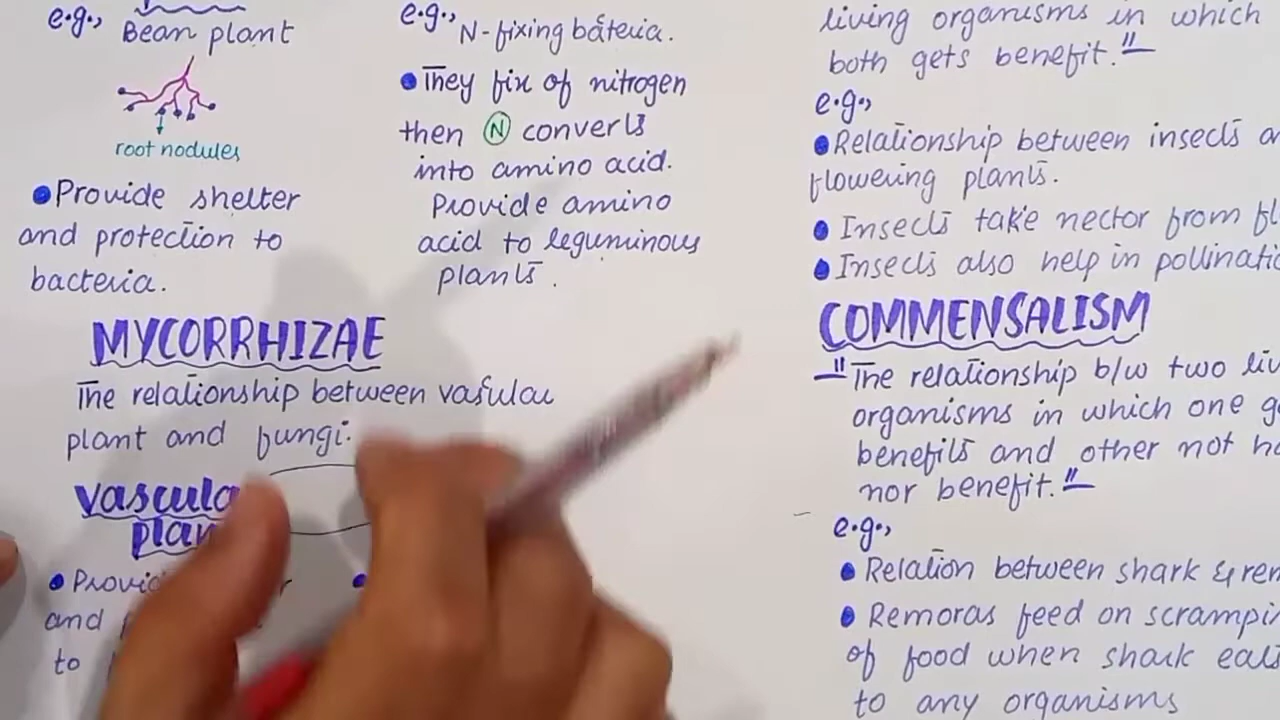 e.g., Bean plant
root nodules
•Provide shelter
and protection to
bacteria.
e.g., N-fixing bacteria.
•They fix of nitrogen
then N converts
into amino acid.
Provide amino
acid to leguminous
plants.
MYCORRHIZAE
The relationship between vasculau
plant and fungi.
vascula
plan
•Provid
and
to
living organisms in which
both gets benefit."
e.g.,
•Relationship between insects a
flowering plants.
•Insects take nector from fl
•Insects also help in pollinatio
COMMENSALISM
"The relationship b/w two liv
organisms in which one g
benefits and other not ha
nor benefit."
e.g.,
•Relation between shark & rem
•Remoras feed on scrampi
of food when shark eats
to any organisms